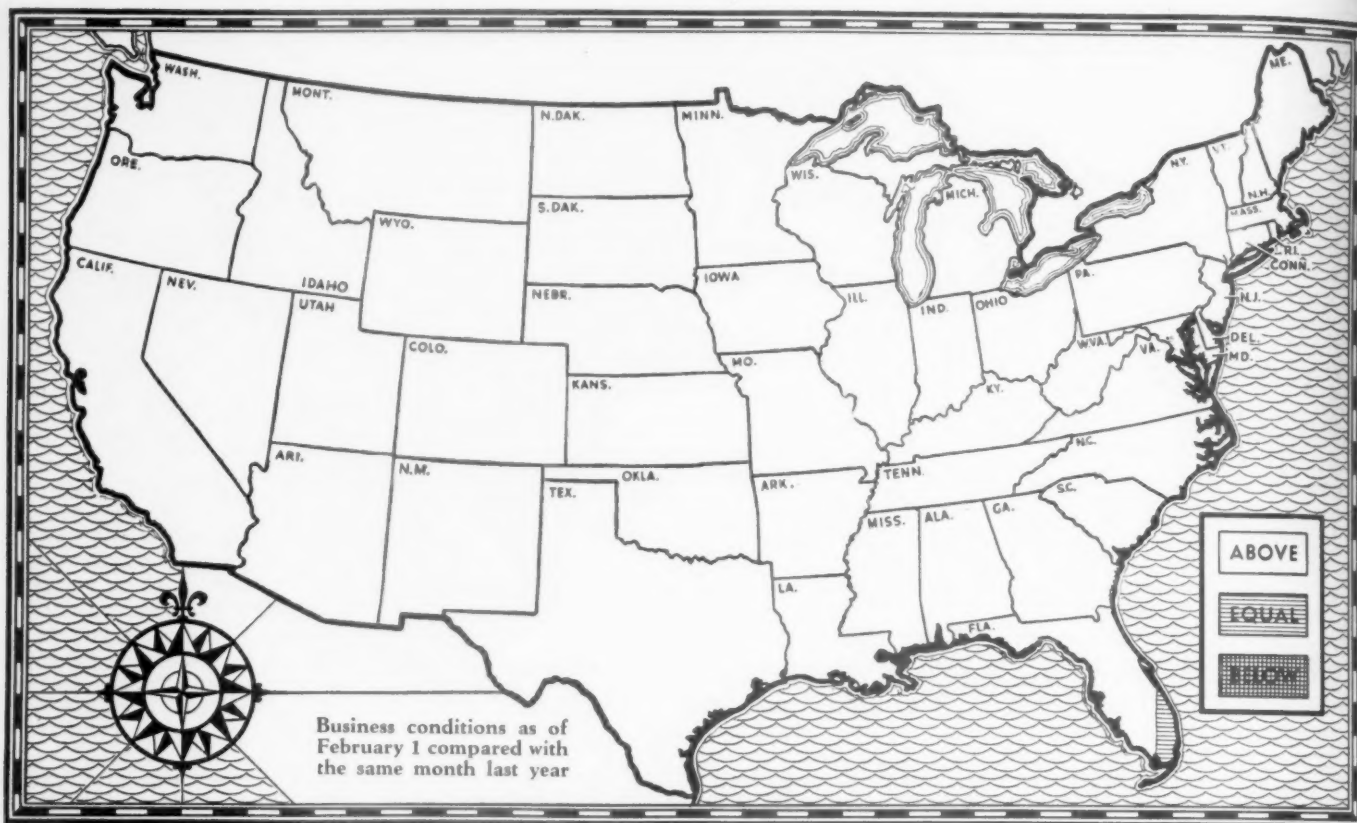 WASH.
MONT.
N.DAK.
MINN.
ME.
ORE.
WIS.
MICH.
N.Y.
VT.
N.H.
MASS.
S.DAK.
WYO.
R.I.
CONN.
CALIF.
NEV.
IDAHO
UTAH
NEBR.
IOWA
ILL.
IND.
OHIO
PA.
N.J.
COLO.
MO.
W.VA.
VA.
DEL.
MD.
KANS.
KY.
ARI.
N.M.
TEX.
OKLA.
ARK.
TENN.
N.C.
S.C.
MISS.
ALA.
GA.
LA.
FLA.
ABOVE
EQUAL
BELOW
Business conditions as of
February 1 compared with
the same month last year